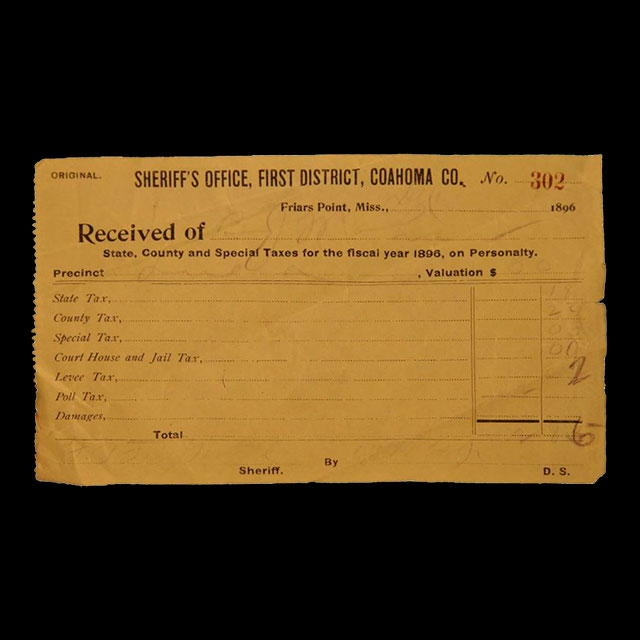 ORIGINAL. SHERIFF'S OFFICE, FIRST DISTRICT, COAHOMA CO. No. 302
Friars Point, Miss., 1896
Received of
State, County and Special Taxes for the fiscal year 1896, on Personalty.
Precinct , Valuation $
State Tax,
County Tax,
Special Tax,
Court House and Jail Tax,
Levee Tax, 2
Poll Tax,
Damages,
Total 6
Sheriff. By D. S.